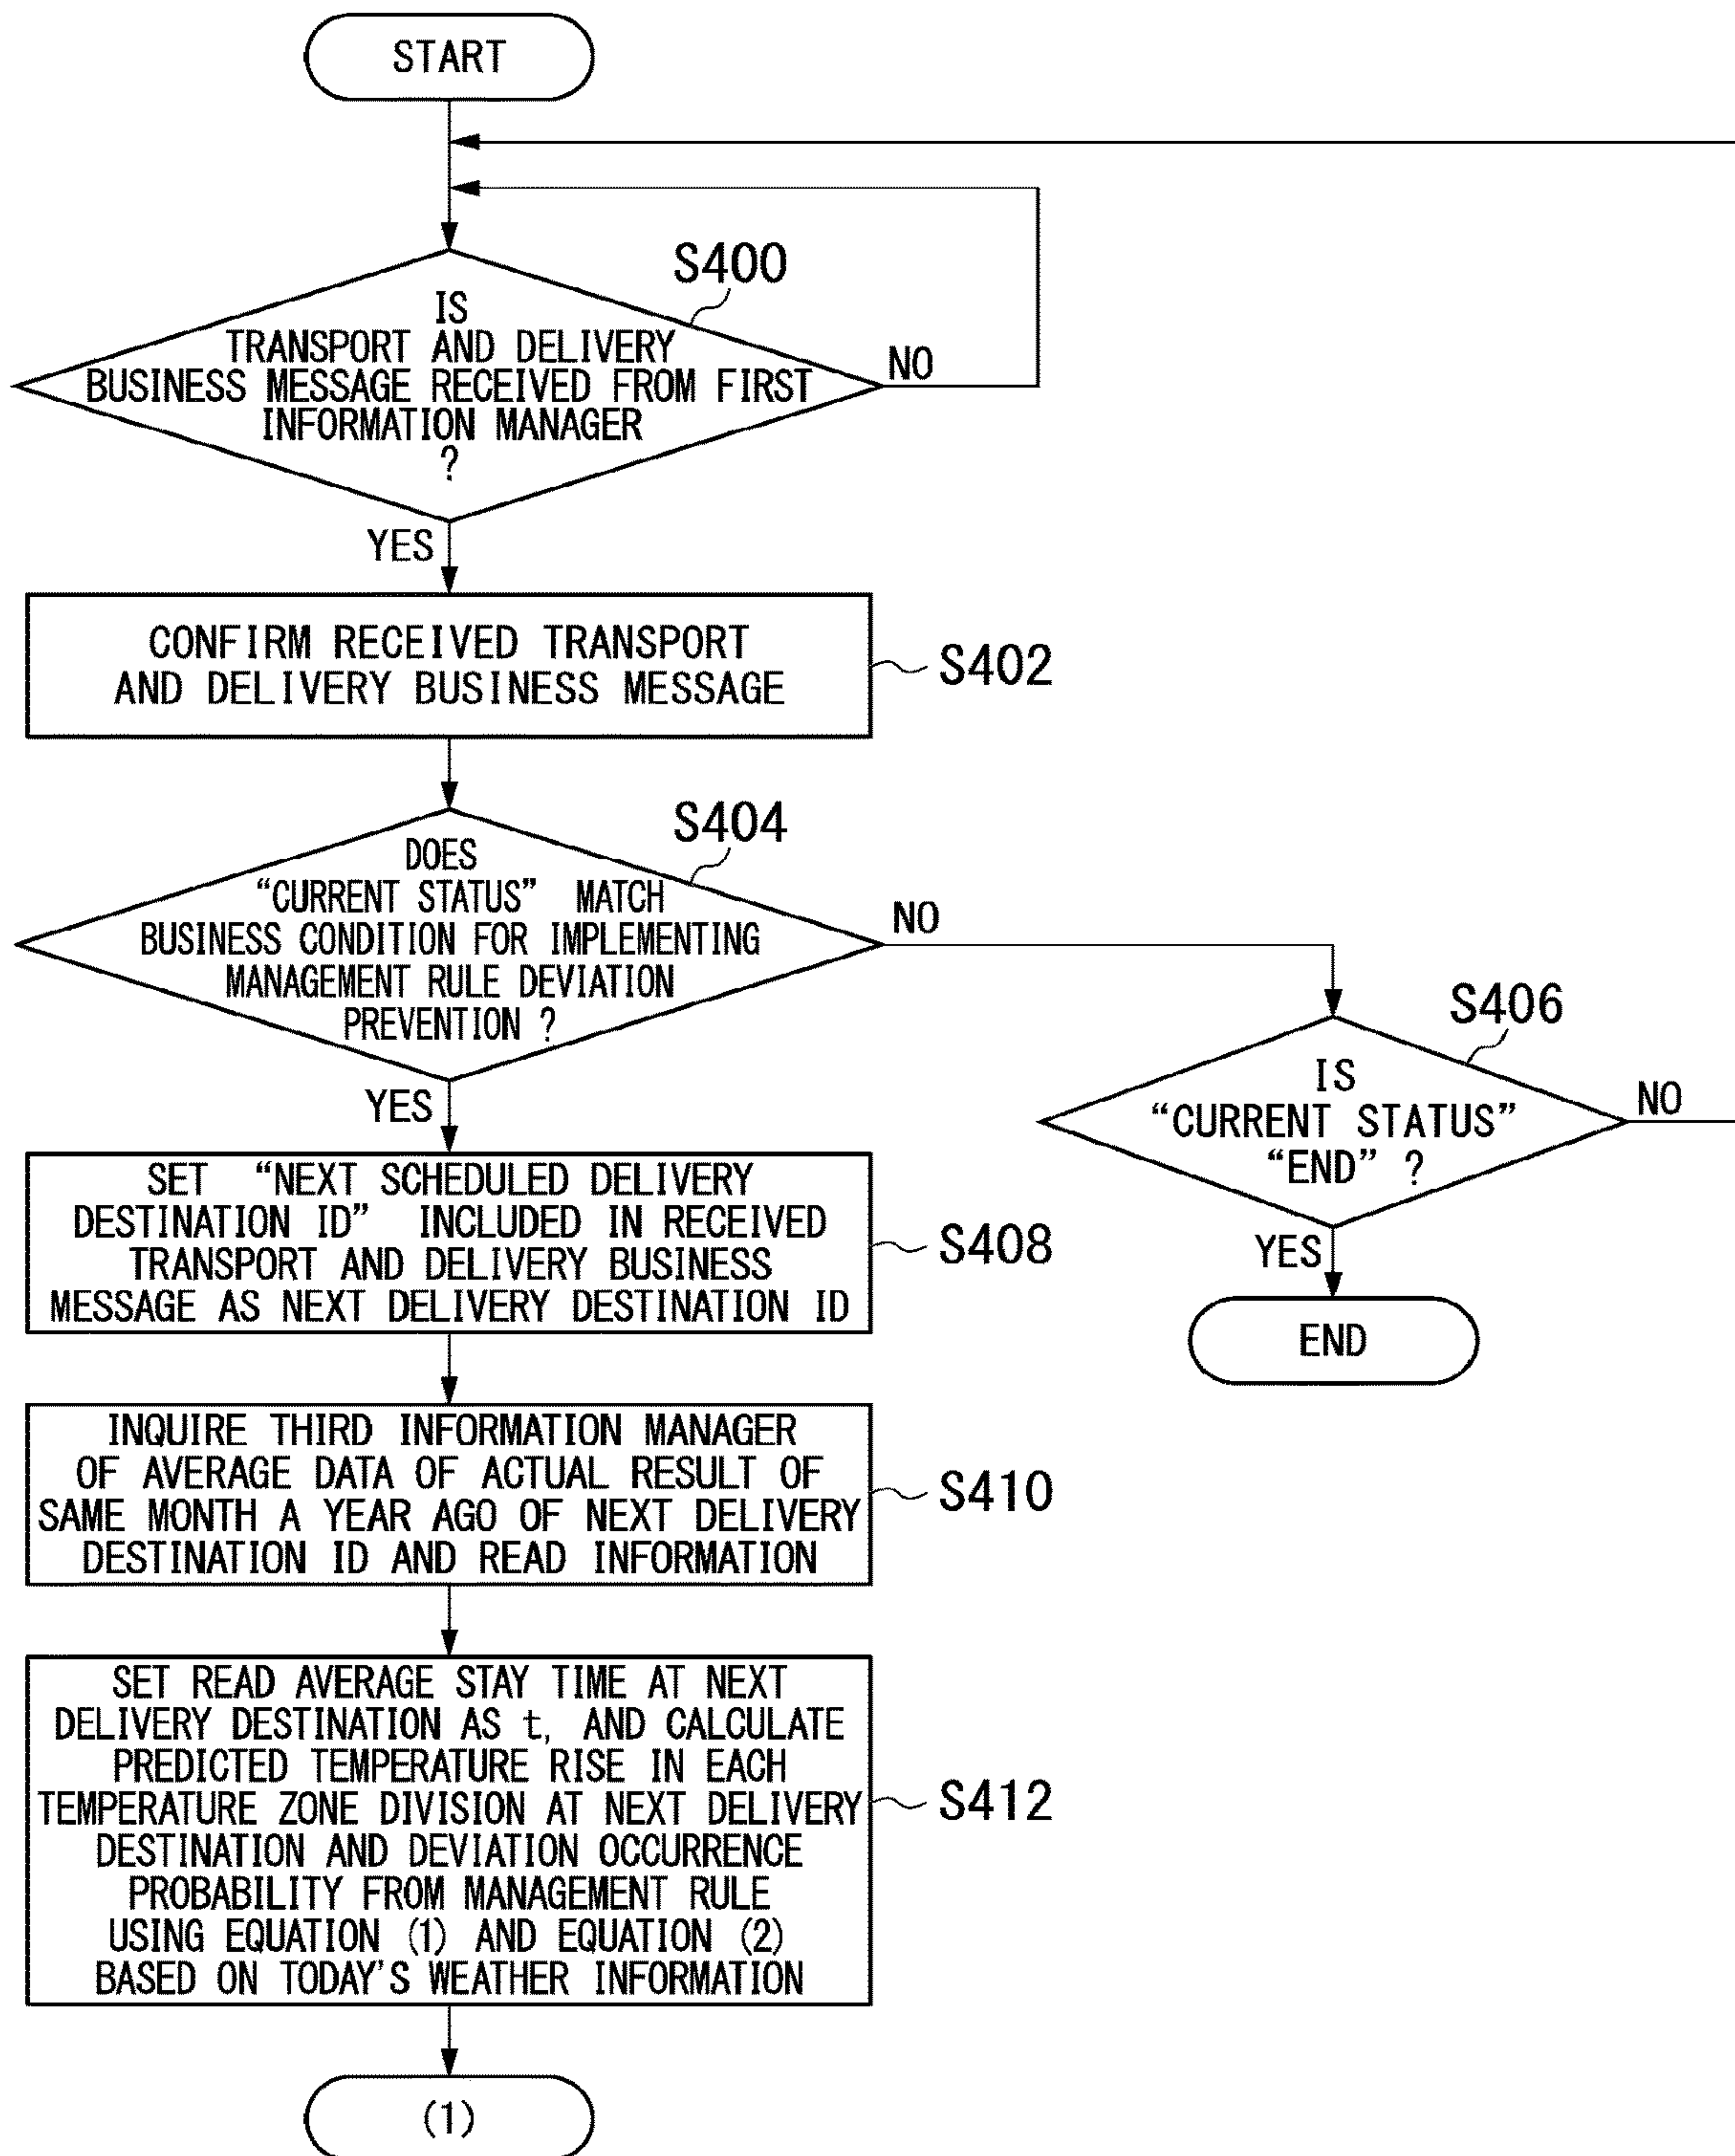 START
S400
IS
TRANSPORT AND DELIVERY
BUSINESS MESSAGE RECEIVED FROM FIRST
INFORMATION MANAGER
?
NO
YES
CONFIRM RECEIVED TRANSPORT
AND DELIVERY BUSINESS MESSAGE
S402
S404
DOES
“CURRENT STATUS” MATCH
BUSINESS CONDITION FOR IMPLEMENTING
MANAGEMENT RULE DEVIATION
PREVENTION ?
NO
YES
S406
IS
“CURRENT STATUS”
“END” ?
NO
YES
END
SET “NEXT SCHEDULED DELIVERY
DESTINATION ID” INCLUDED IN RECEIVED
TRANSPORT AND DELIVERY BUSINESS
MESSAGE AS NEXT DELIVERY DESTINATION ID
S408
INQUIRE THIRD INFORMATION MANAGER
OF AVERAGE DATA OF ACTUAL RESULT OF
SAME MONTH A YEAR AGO OF NEXT DELIVERY
DESTINATION ID AND READ INFORMATION
S410
SET READ AVERAGE STAY TIME AT NEXT
DELIVERY DESTINATION AS t, AND CALCULATE
PREDICTED TEMPERATURE RISE IN EACH
TEMPERATURE ZONE DIVISION AT NEXT DELIVERY
DESTINATION AND DEVIATION OCCURRENCE
PROBABILITY FROM MANAGEMENT RULE
USING EQUATION (1) AND EQUATION (2)
BASED ON TODAY'S WEATHER INFORMATION
S412
(1)